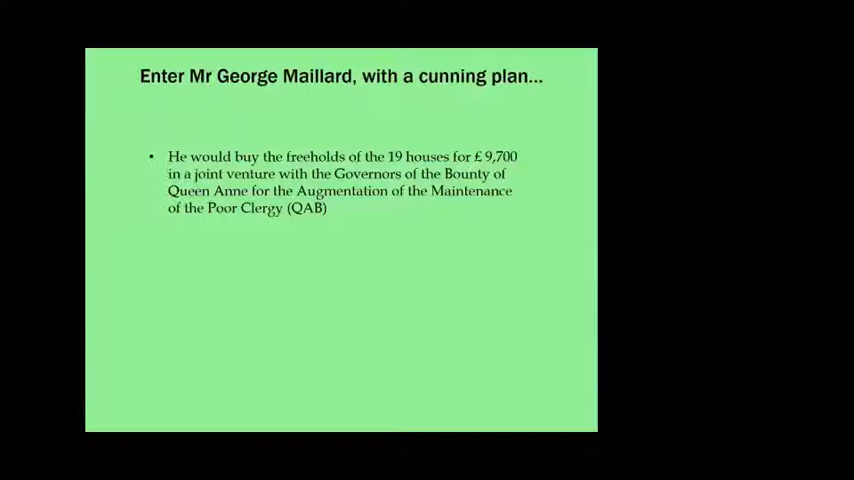 Enter Mr George Maillard, with a cunning plan...
• He would buy the freeholds of the 19 houses for £ 9,700
in a joint venture with the Governors of the Bounty of
Queen Anne for the Augmentation of the Maintenance
of the Poor Clergy (QAB)